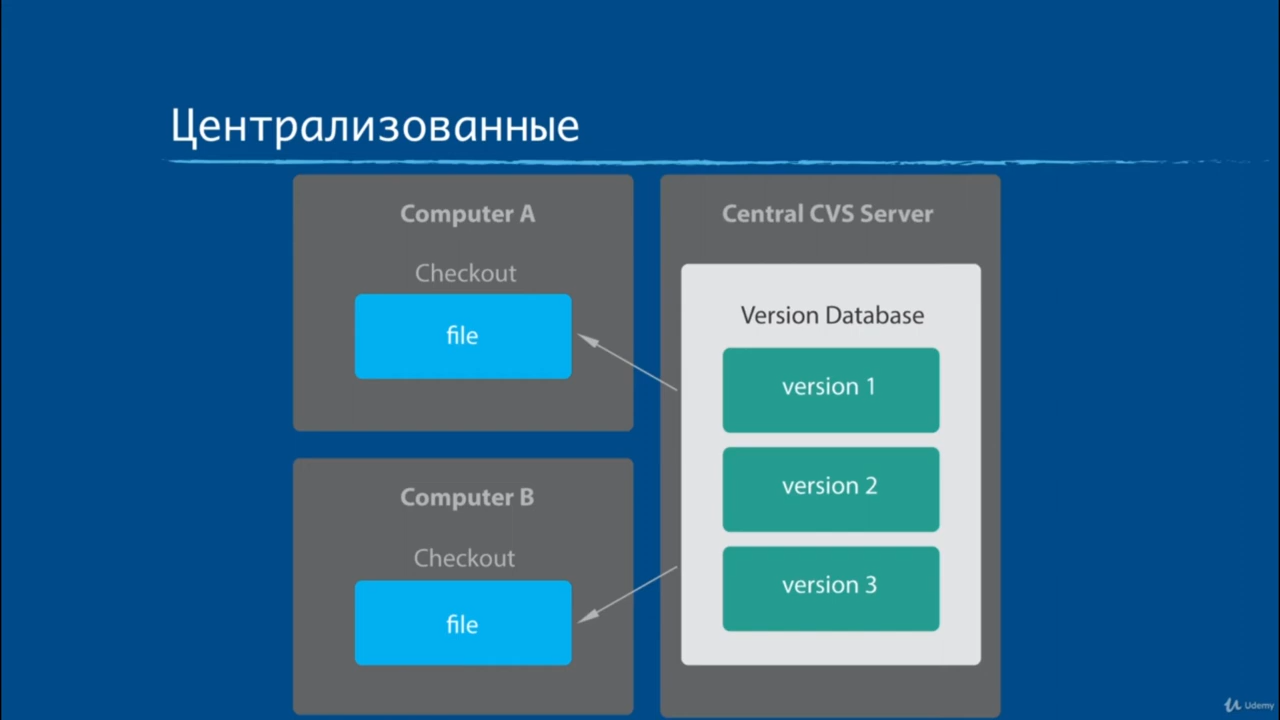 Централизованные
Computer A
Checkout
file
Computer B
Checkout
file
Central CVS Server
Version Database
version 1
version 2
version 3
Udemy